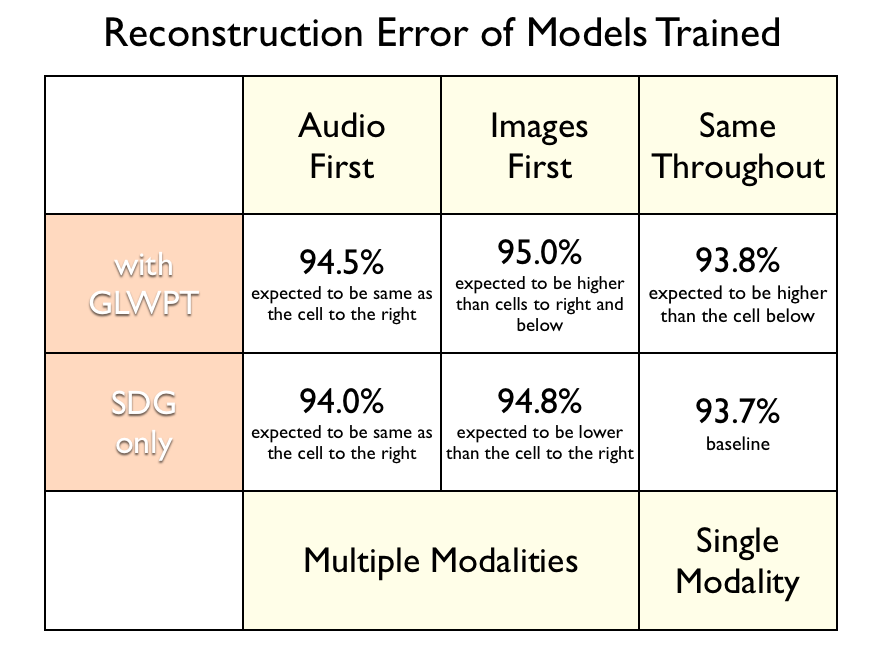 Reconstruction Error of Models Trained
Audio
First
Images
First
Same
Throughout
with
GLWPT
94.5%
expected to be same as
the cell to the right
95.0%
expected to be higher
than cells to right and
below
93.8%
expected to be higher
than the cell below
SDG
only
94.0%
expected to be same as
the cell to the right
94.8%
expected to be lower
than the cell to the right
93.7%
baseline
Multiple Modalities
Single
Modality